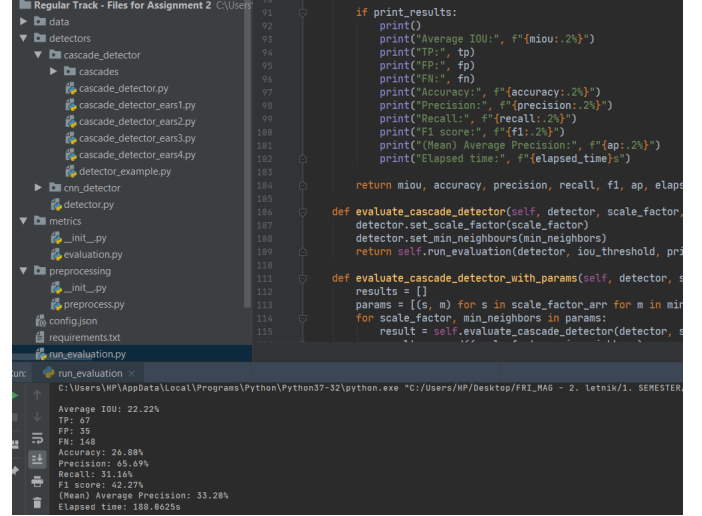 Regular Track - Files for Assignment 2 C:\Users
data
detectors
cascade_detector
cascades
cascade_detector.py
cascade_detector_ears1.py
cascade_detector_ears2.py
cascade_detector_ears3.py
cascade_detector_ears4.py
detector_example.py
cnn_detector
detector.py
metrics
__init__.py
evaluation.py
preprocessing
__init__.py
preprocess.py
config.json
requirements.txt
run_evaluation.py
91 if print_results:
92 print()
93 print("Average IOU:", f"{miou:.2%}")
94 print("TP:", tp)
95 print("FP:", fp)
96 print("FN:", fn)
97 print("Accuracy:", f"{accuracy:.2%}")
98 print("Precision:", f"{precision:.2%}")
99 print("Recall:", f"{recall:.2%}")
100 print("F1 score:", f"{f1:.2%}")
101 print("(Mean) Average Precision:", f"{ap:.2%}")
102 print("Elapsed time:", f"{elapsed_time}s")
103
104 return miou, accuracy, precision, recall, f1, ap, elaps
105
106 def evaluate_cascade_detector(self, detector, scale_factor,
107 detector.set_scale_factor(scale_factor)
108 detector.set_min_neighbours(min_neighbors)
109 return self.run_evaluation(detector, iou_threshold, pri
110
111 def evaluate_cascade_detector_with_params(self, detector, s
112 results = []
113 params = [(s, m) for s in scale_factor_arr for m in min
114 for scale_factor, min_neighbors in params:
115 result = self.evaluate_cascade_detector(detector, s
un: run_evaluation
C:\Users\HP\AppData\Local\Programs\Python\Python37-32\python.exe "C:/Users/HP/Desktop/FRI_MAG - 2. letnik/1. SEMESTER/
Average IOU: 22.22%
TP: 67
FP: 35
FN: 148
Accuracy: 26.80%
Precision: 65.69%
Recall: 31.16%
F1 score: 42.27%
(Mean) Average Precision: 33.20%
Elapsed time: 188.0625s